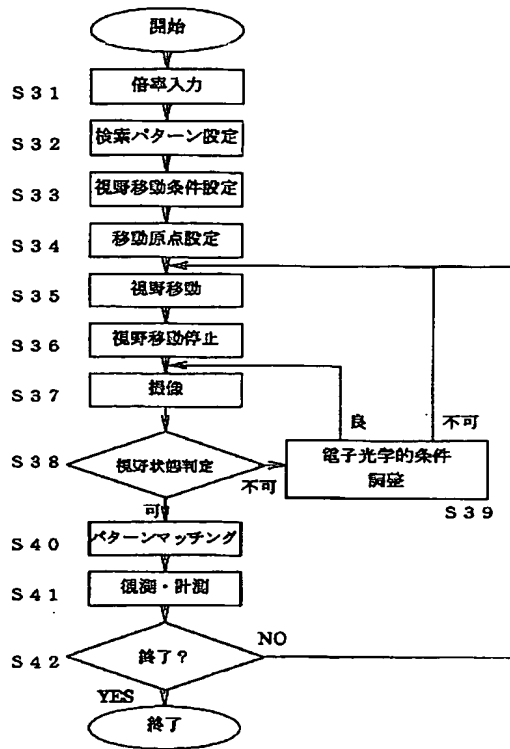 開始
S31
倍率入力
S32
検索パターン設定
S33
視野移動条件設定
S34
移動原点設定
S35
視野移動
S36
視野移動停止
S37
撮像
良
不可
S38
視野状態判定
不可
電子光学的条件
調整
S39
可
S40
パターンマッチング
S41
観測・計測
S42
終了?
NO
YES
終了